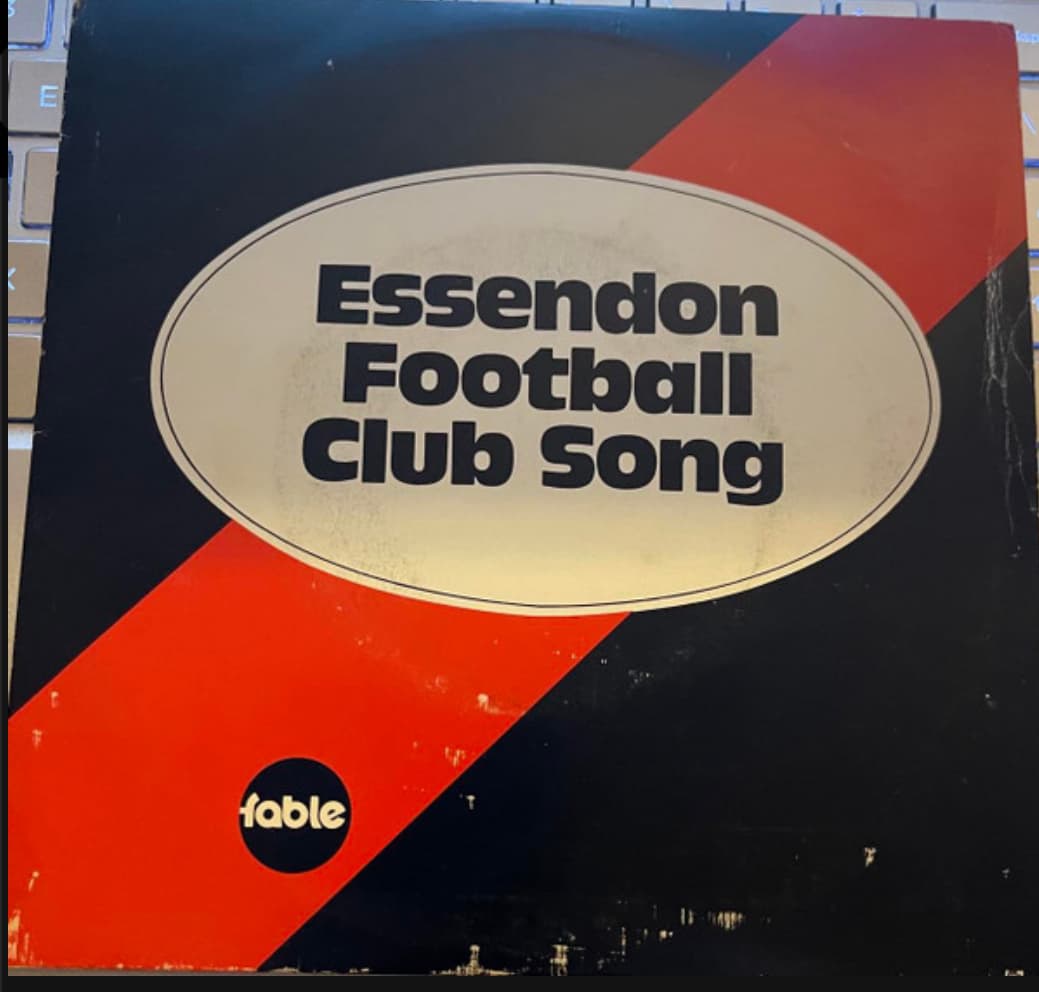 E
Essendon
Football
Club Song
fable